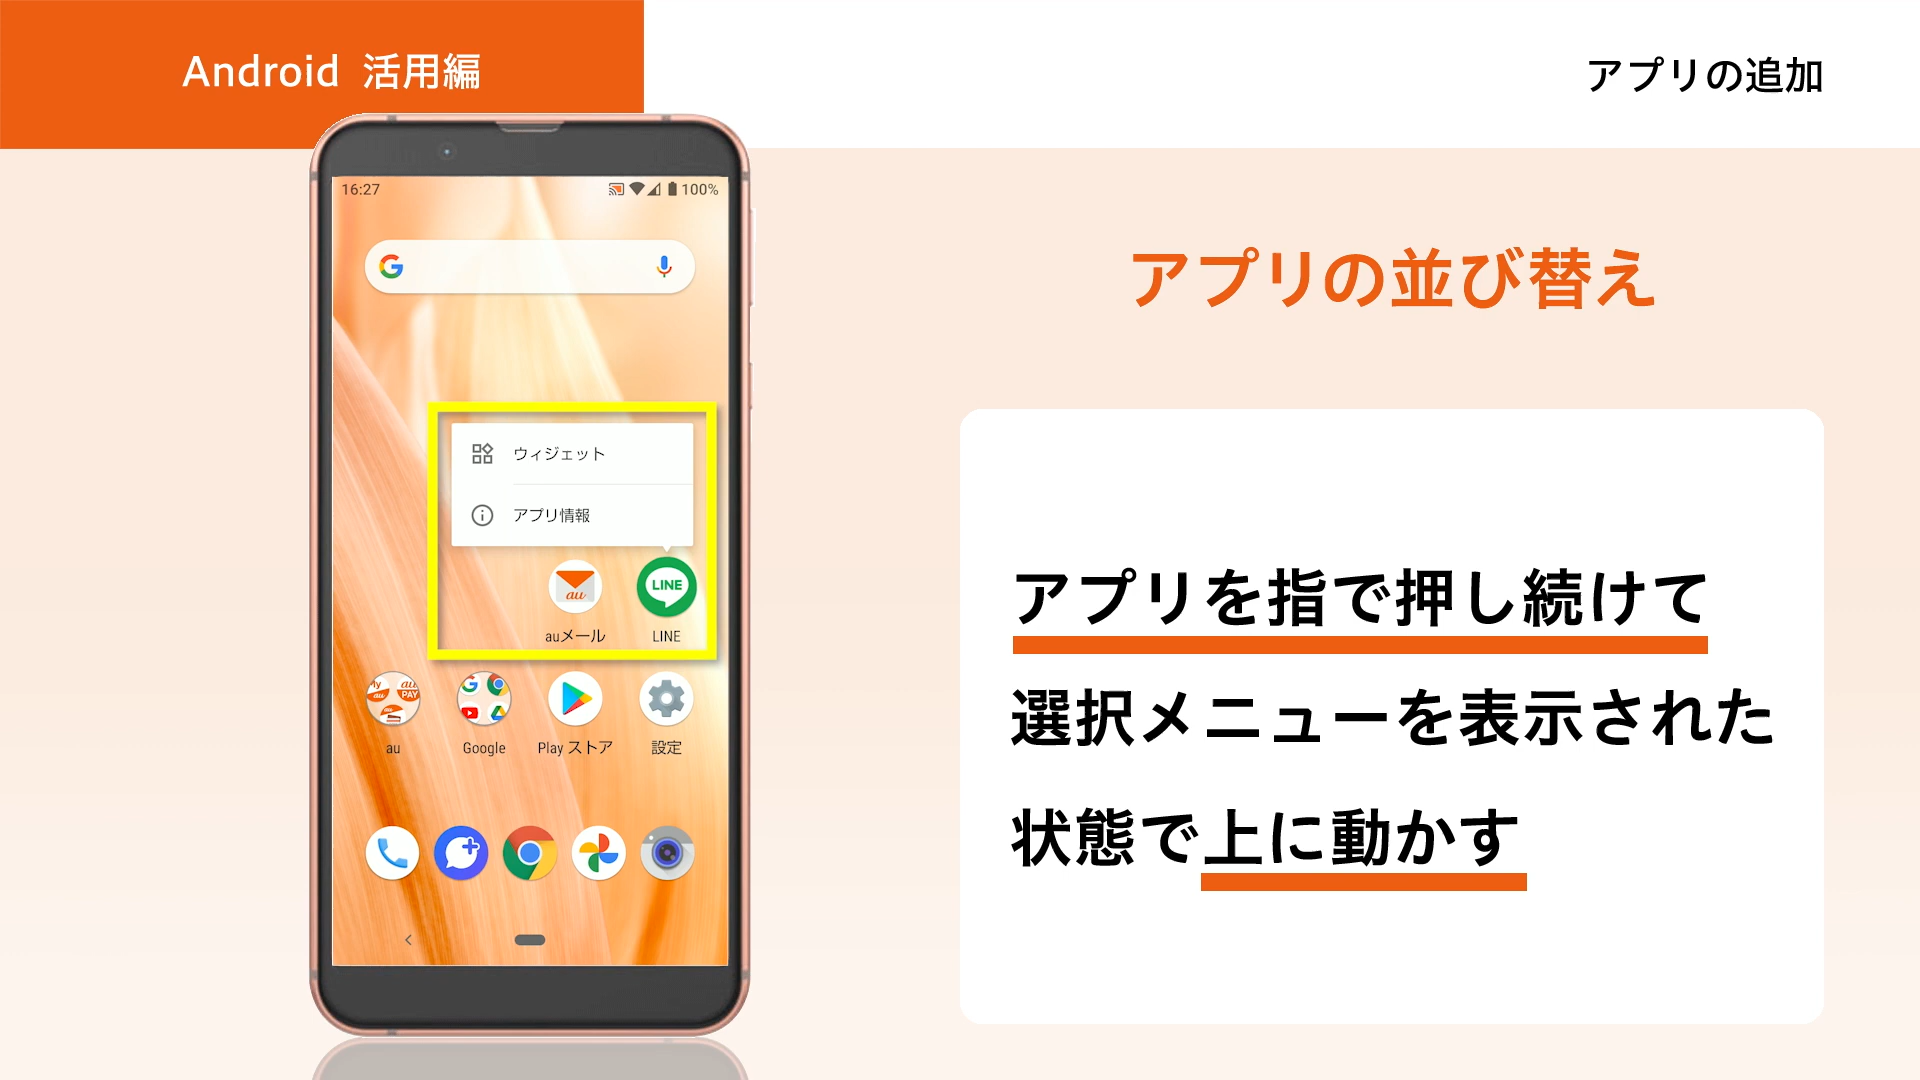 Android 活用編
アプリの追加
16:27
100%
アプリの並び替え
ウィジェット
アプリ情報
au
LINE
auメール
LINE
アプリを指で押し続けて
選択メニューを表示された
状態で上に動かす
au
PAY
au
au
Google
Play ストア
設定